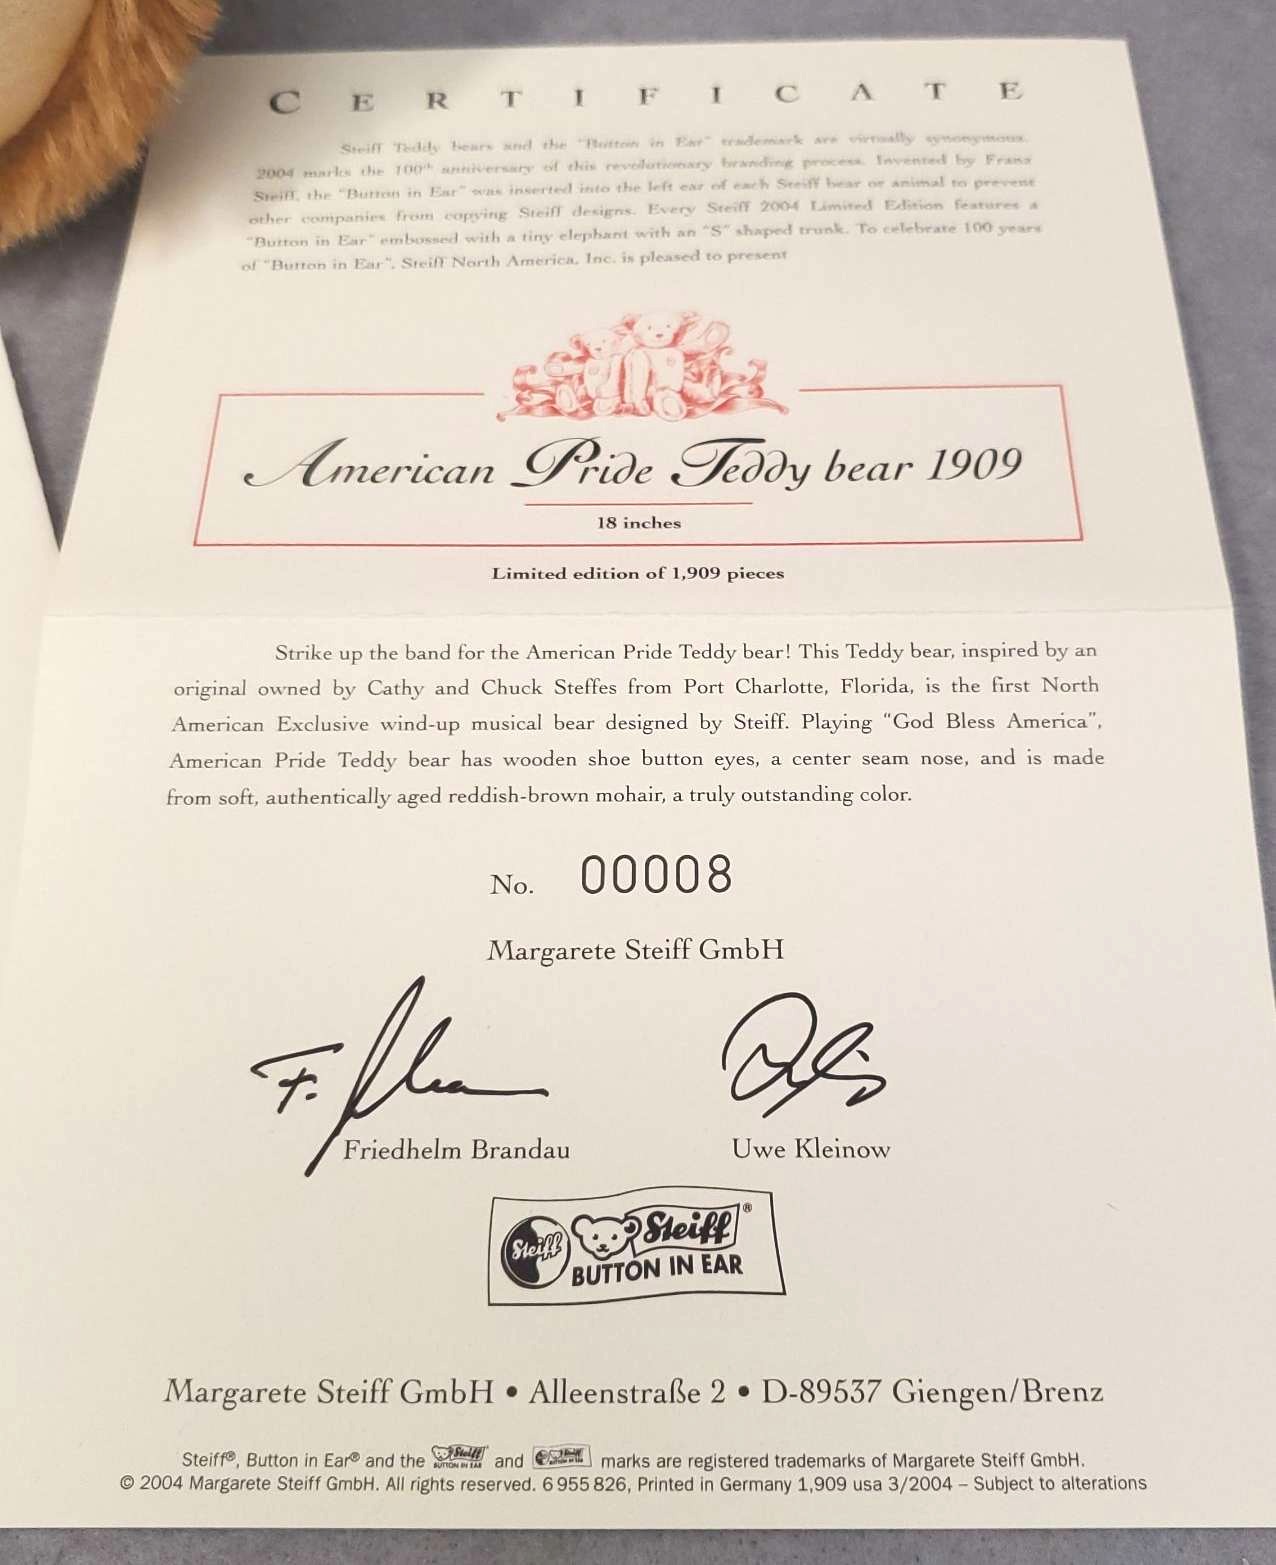 CERTIFICATE
Steiff Teddy bears and the "Button in Ear" trademark are virtually synonymous.
2004 marks the 100th anniversary of this revolutionary branding process. Invented by Franz
Steiff, the "Button in Ear" was inserted into the left ear of each Steiff bear or animal to prevent
other companies from copying Steiff designs. Every Steiff 2004 Limited Edition features a
"Button in Ear" embossed with a tiny elephant with an "S" shaped trunk. To celebrate 100 years
of "Button in Ear", Steiff North America, Inc. is pleased to present
American Pride Teddy bear 1909
18 inches
Limited edition of 1,909 pieces
Strike up the band for the American Pride Teddy bear! This Teddy bear, inspired by an
original owned by Cathy and Chuck Steffes from Port Charlotte, Florida, is the first North
American Exclusive wind-up musical bear designed by Steiff. Playing "God Bless America",
American Pride Teddy bear has wooden shoe button eyes, a center seam nose, and is made
from soft, authentically aged reddish-brown mohair, a truly outstanding color.
No. 00008
Margarete Steiff GmbH
Friedhelm Brandau Uwe Kleinow
Steiff Steiff®
BUTTON IN EAR
Margarete Steiff GmbH • Alleenstraße 2 • D-89537 Giengen/Brenz
Steiff®, Button in Ear® and the Steiff BUTTON IN EAR and Steiff marks are registered trademarks of Margarete Steiff GmbH.
© 2004 Margarete Steiff GmbH. All rights reserved. 6 955 826, Printed in Germany 1,909 usa 3/2004 – Subject to alterations